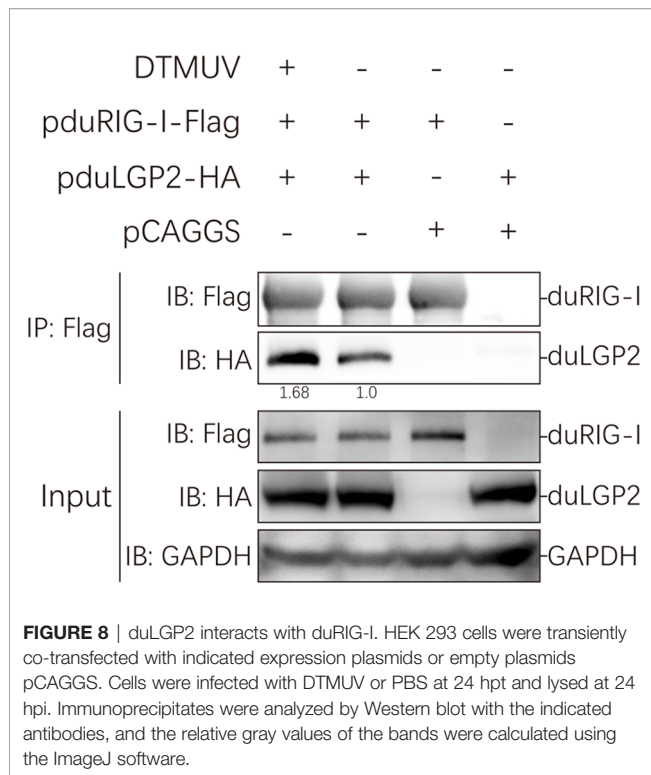 DTMUV + - - -
pduRIG-I-Flag + + + -
pduLGP2-HA + + - +
pCAGGS - - + +
IP: Flag
IB: Flag -duRIG-I
IB: HA -duLGP2
1.68 1.0
Input
IB: Flag -duRIG-I
IB: HA -duLGP2
IB: GAPDH -GAPDH
FIGURE 8 | duLGP2 interacts with duRIG-I. HEK 293 cells were transiently
co-transfected with indicated expression plasmids or empty plasmids
pCAGGS. Cells were infected with DTMUV or PBS at 24 hpt and lysed at 24
hpi. Immunoprecipitates were analyzed by Western blot with the indicated
antibodies, and the relative gray values of the bands were calculated using
the ImageJ software.